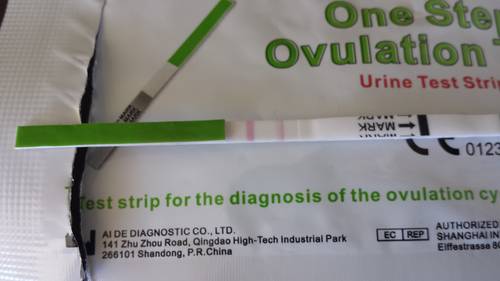 One Step
Ovulation
Urine Test Strip
MARK
MARK
0123
Test strip for the diagnosis of the ovulation cy
AI DE DIAGNOSTIC CO., LTD.
141 Zhu Zhou Road, Qingdao High-Tech Industrial Park
266101 Shandong, P.R.China
EC REP
AUTHORIZED
SHANGHAI IN
Eiffestrasse 80